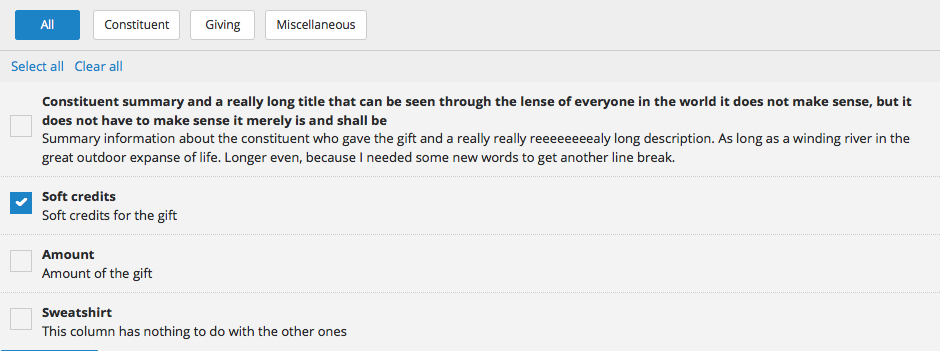 All Constituent Giving Miscellaneous
Select all Clear all
Constituent summary and a really long title that can be seen through the lense of everyone in the world it does not make sense, but it
does not have to make sense it merely is and shall be
Summary information about the constituent who gave the gift and a really really reeeeeeeealy long description. As long as a winding river in the
great outdoor expanse of life. Longer even, because I needed some new words to get another line break.
Soft credits
Soft credits for the gift
Amount
Amount of the gift
Sweatshirt
This column has nothing to do with the other ones